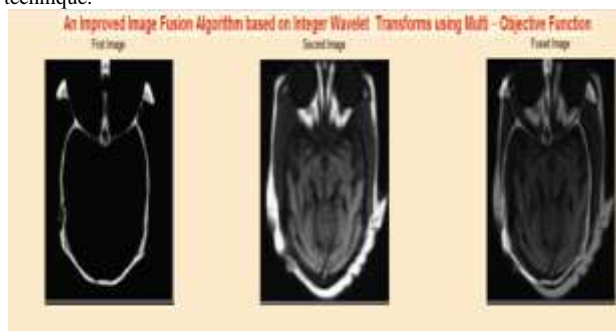 technique.
An Improved Image Fusion Algorithm based on Integer Wavelet Transforms using Multi - Objective Function
First Image
Second Image
Fused Image